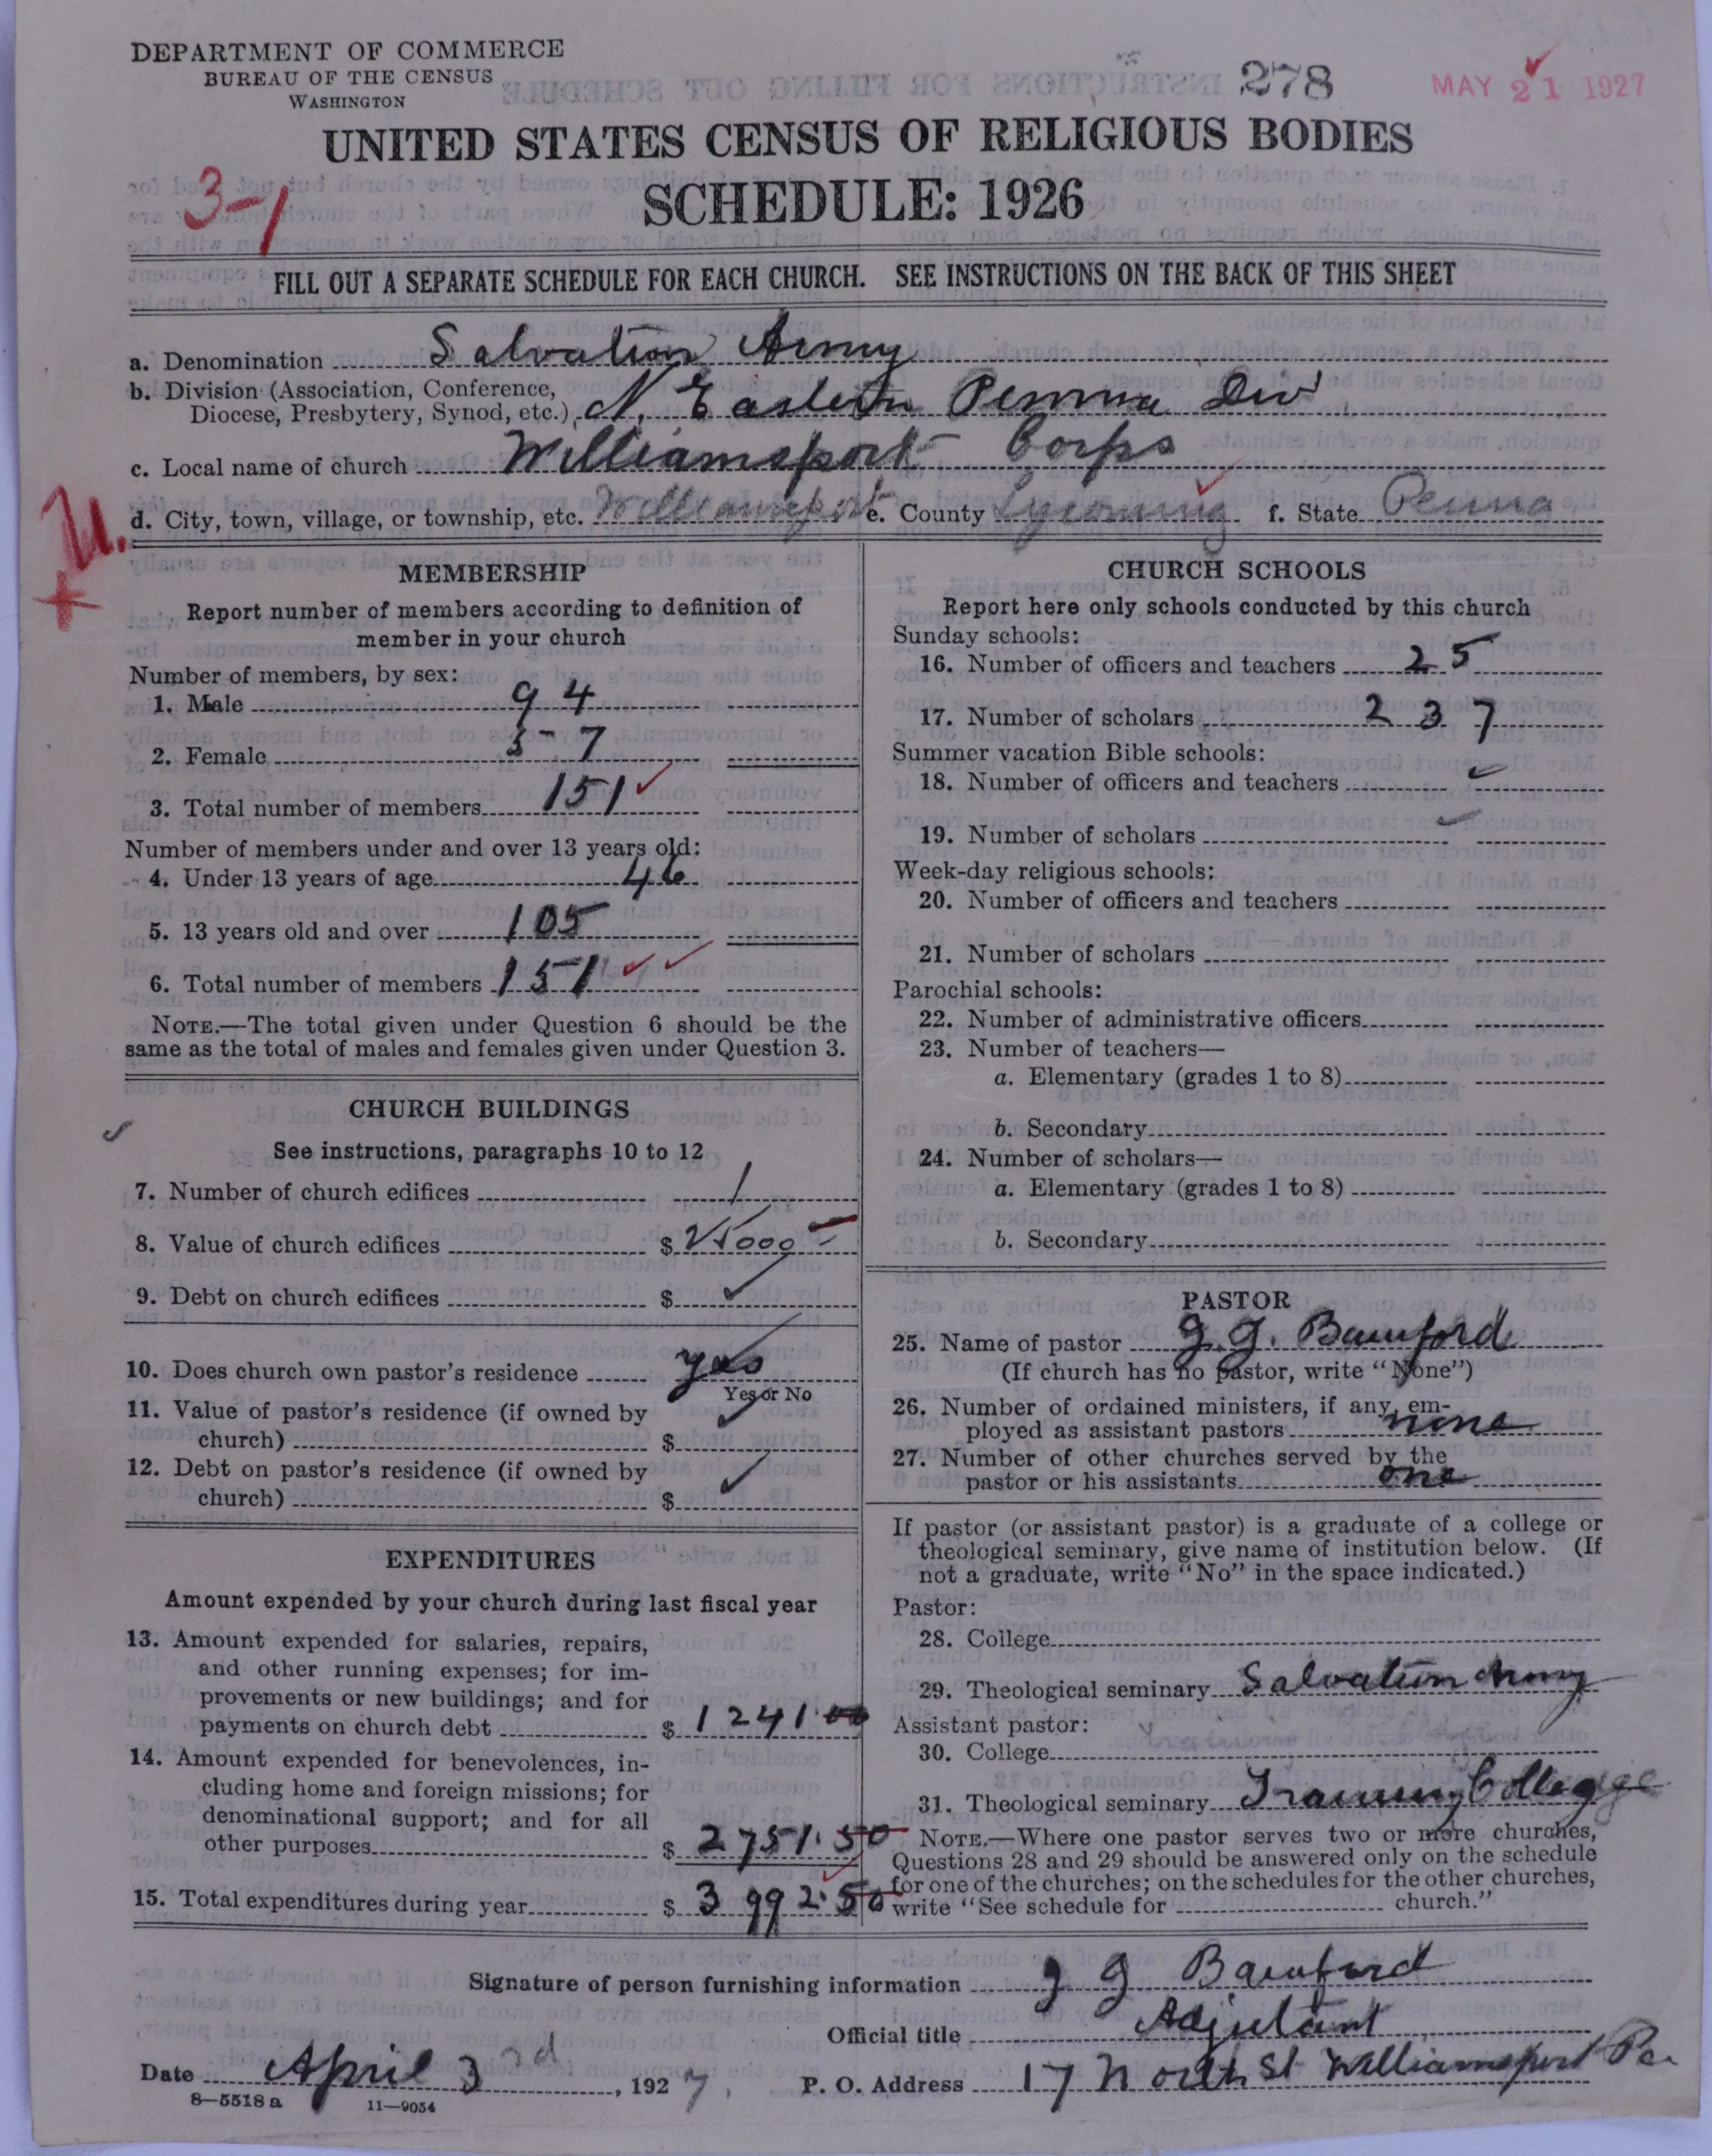 DEPARTMENT OF COMMERCE
BUREAU OF THE CENSUS
WASHINGTON
278
MAY 21 1927
UNITED STATES CENSUS OF RELIGIOUS BODIES
SCHEDULE: 1926
3-1
FILL OUT A SEPARATE SCHEDULE FOR EACH CHURCH. SEE INSTRUCTIONS ON THE BACK OF THIS SHEET
a. Denomination Salvation Army
b. Division (Association, Conference,
Diocese, Presbytery, Synod, etc.) N. Eastern Penna Div
c. Local name of church Williamsport Corps
d. City, town, village, or township, etc. Williamsport e. County Lycoming f. State Penna
MEMBERSHIP
Report number of members according to definition of
member in your church
Number of members, by sex:
1. Male 94
2. Female 57
3. Total number of members 151
Number of members under and over 13 years old:
4. Under 13 years of age 46
5. 13 years old and over 105
6. Total number of members 151
NOTE.—The total given under Question 6 should be the
same as the total of males and females given under Question 3.
CHURCH BUILDINGS
See instructions, paragraphs 10 to 12
7. Number of church edifices 1
8. Value of church edifices $ 25000
9. Debt on church edifices $
10. Does church own pastor's residence yes
Yes or No
11. Value of pastor's residence (if owned by
church) $
12. Debt on pastor's residence (if owned by
church) $
EXPENDITURES
Amount expended by your church during last fiscal year
13. Amount expended for salaries, repairs,
and other running expenses; for im-
provements or new buildings; and for
payments on church debt $ 1241.00
14. Amount expended for benevolences, in-
cluding home and foreign missions; for
denominational support; and for all
other purposes $ 2751.50
15. Total expenditures during year $ 3992.50
CHURCH SCHOOLS
Report here only schools conducted by this church
Sunday schools:
16. Number of officers and teachers 25
17. Number of scholars 237
Summer vacation Bible schools:
18. Number of officers and teachers
19. Number of scholars
Week-day religious schools:
20. Number of officers and teachers
21. Number of scholars
Parochial schools:
22. Number of administrative officers
23. Number of teachers—
a. Elementary (grades 1 to 8)
b. Secondary
24. Number of scholars—
a. Elementary (grades 1 to 8)
b. Secondary
PASTOR
25. Name of pastor J. J. Bamford
(If church has no pastor, write "None")
26. Number of ordained ministers, if any, em-
ployed as assistant pastors none
27. Number of other churches served by the
pastor or his assistants one
If pastor (or assistant pastor) is a graduate of a college or
theological seminary, give name of institution below. (If
not a graduate, write "No" in the space indicated.)
Pastor:
28. College
29. Theological seminary Salvation Army
Assistant pastor:
30. College
31. Theological seminary Training College
NOTE.—Where one pastor serves two or more churches,
Questions 28 and 29 should be answered only on the schedule
for one of the churches; on the schedules for the other churches,
write "See schedule for church."
Signature of person furnishing information J J Bamford
Official title Adjutant
Date April 3rd, 1927. P. O. Address 17 North St Williamsport Pa.
8—5518a 11—9054